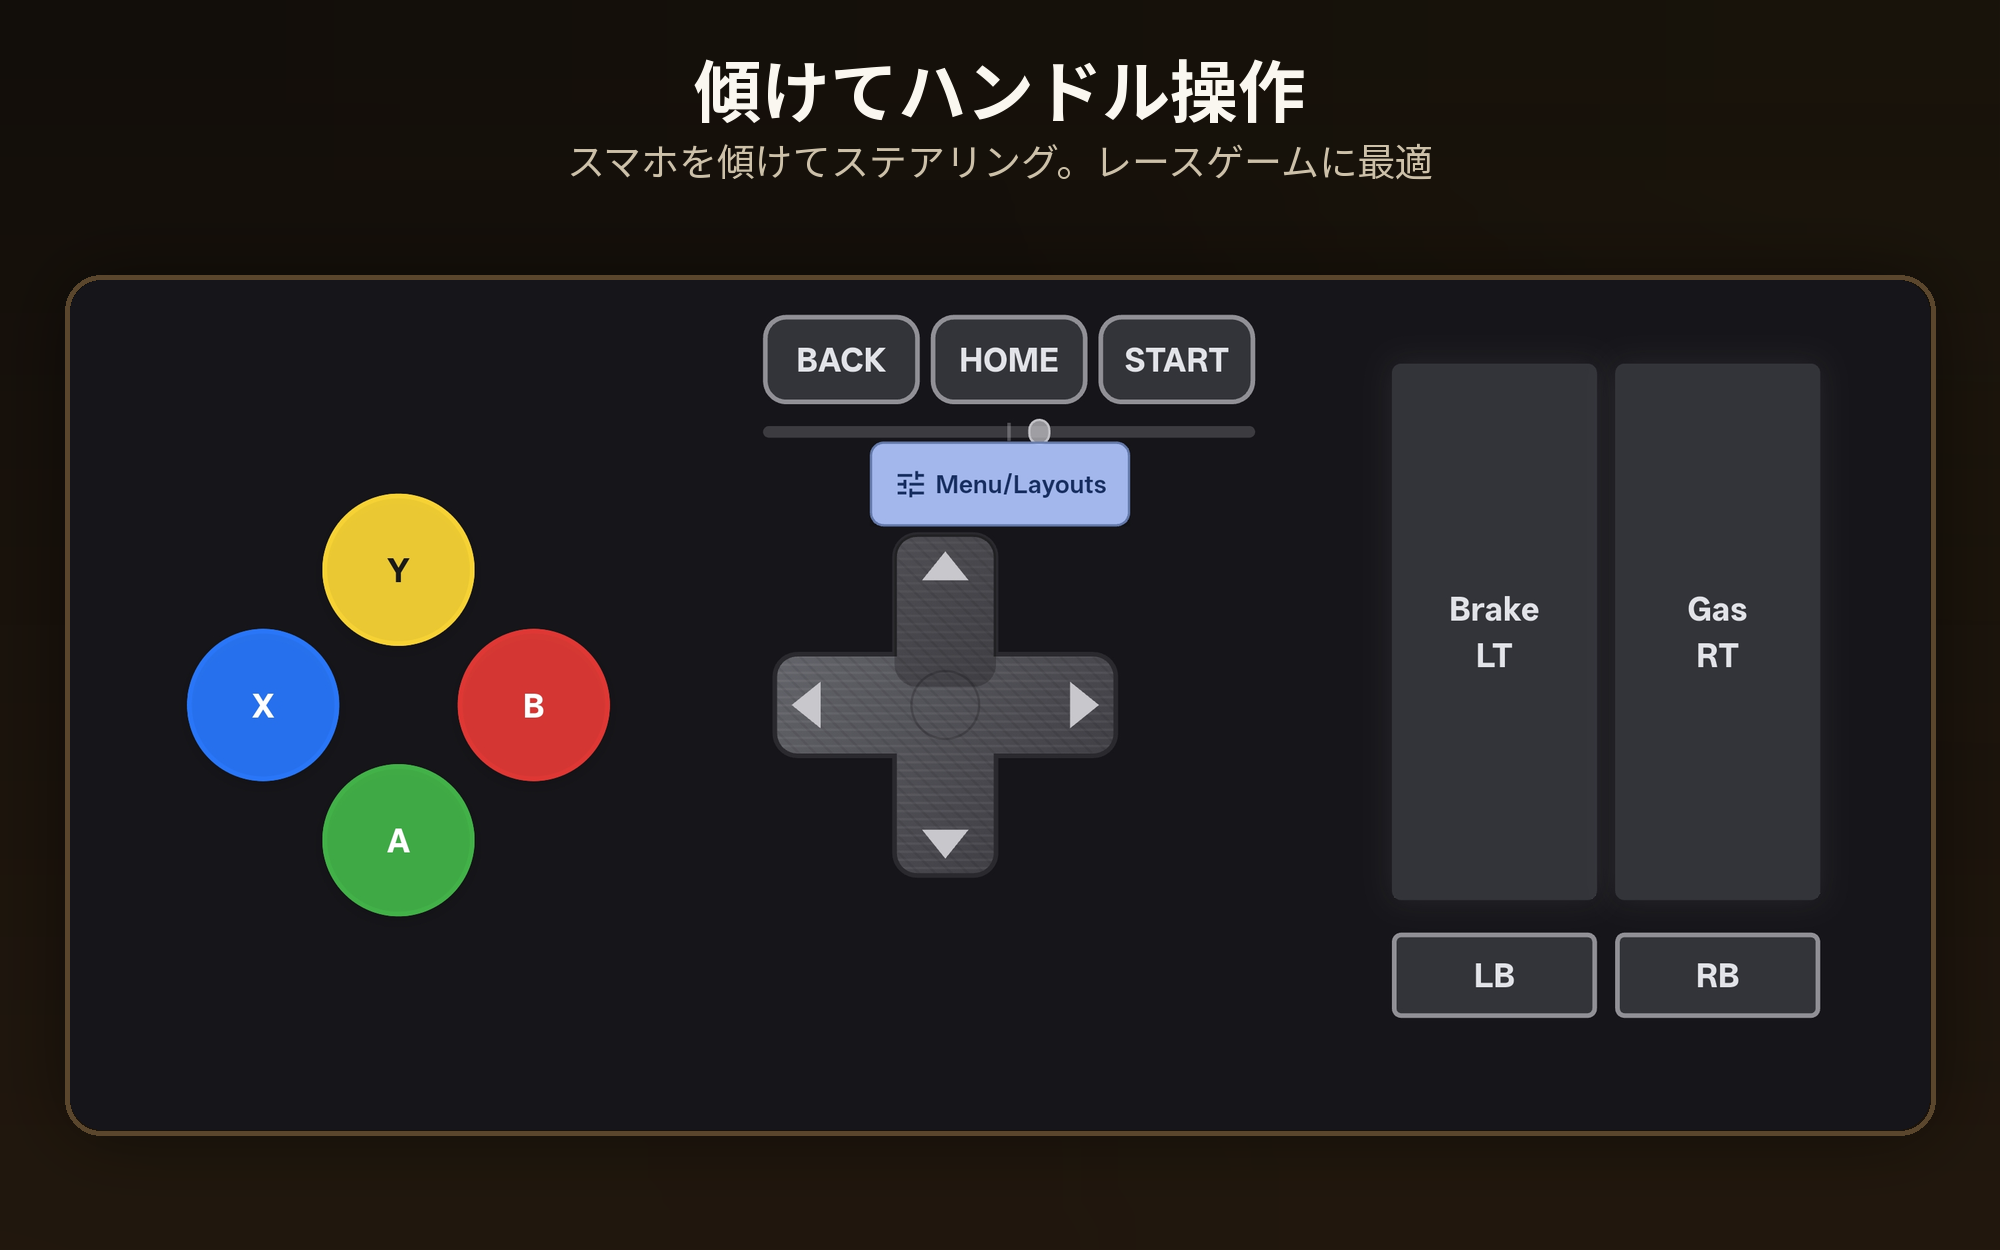 傾けてハンドル操作
スマホを傾けてステアリング。レースゲームに最適
BACK
HOME
START
Menu/Layouts
Y
X
B
A
Brake
LT
Gas
RT
LB
RB